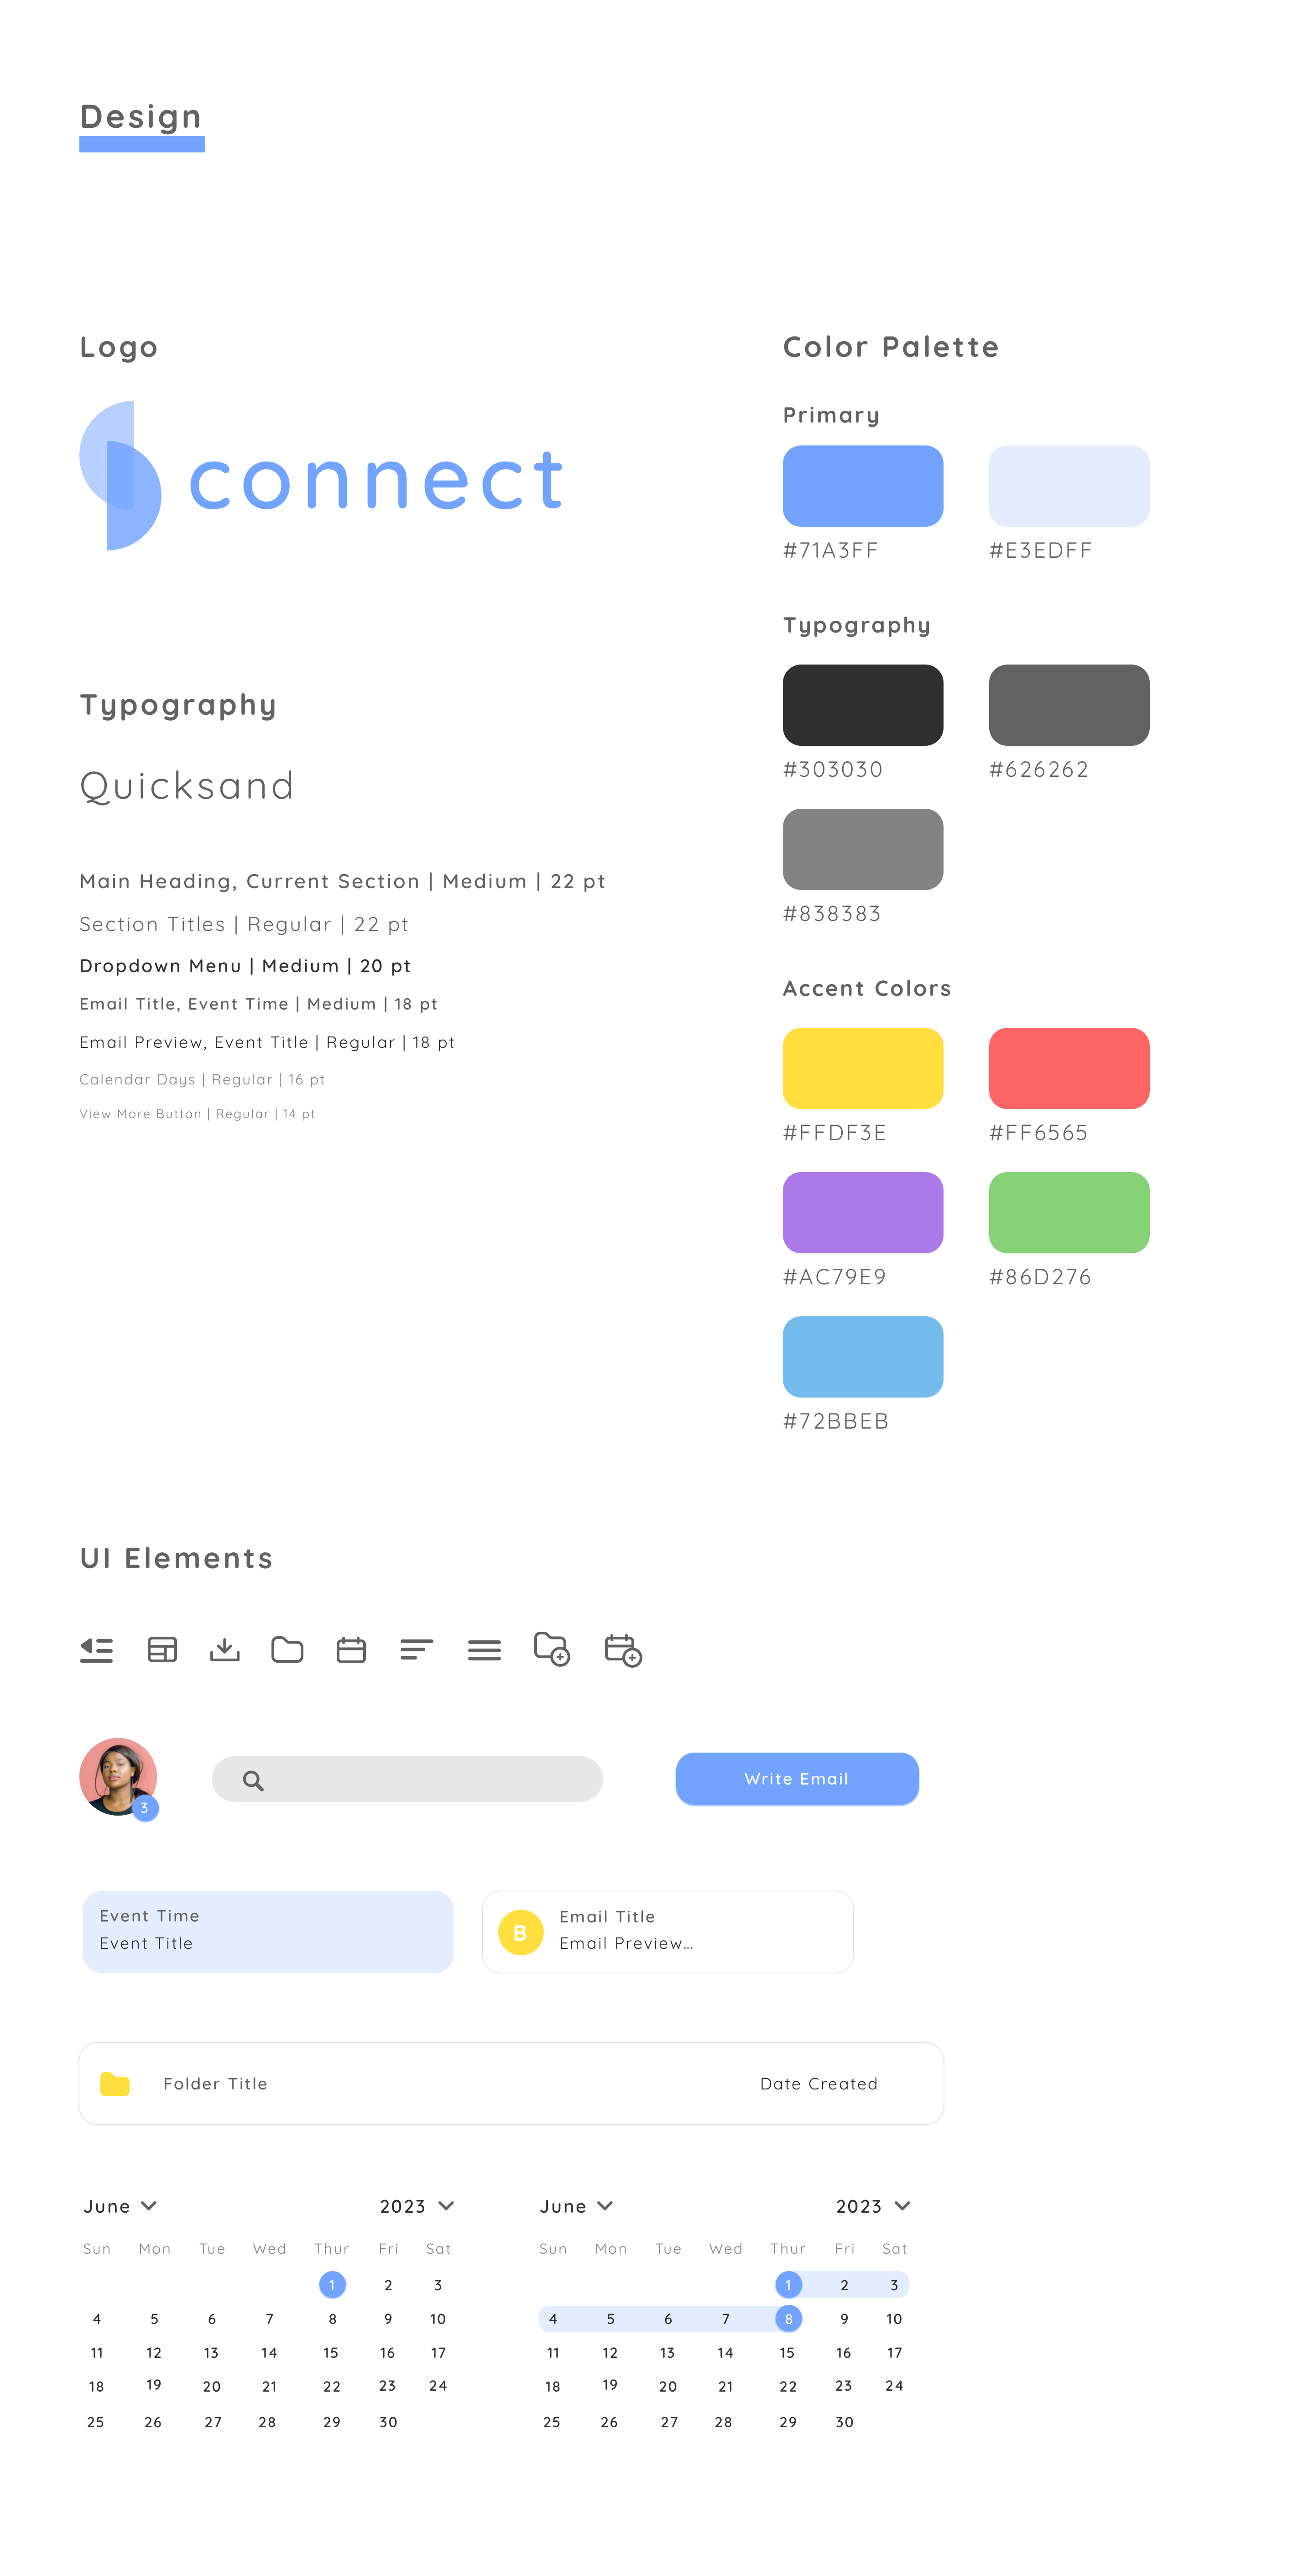 Design
Logo
connect
Typography
Quicksand
Main Heading, Current Section | Medium | 22 pt
Section Titles | Regular | 22 pt
Dropdown Menu | Medium | 20 pt
Email Title, Event Time | Medium | 18 pt
Email Preview, Event Title | Regular | 18 pt
Calendar Days | Regular | 16 pt
View More Button | Regular | 14 pt
Color Palette
Primary
#71A3FF #E3EDFF
Typography
#303030 #626262
#838383
Accent Colors
#FFDF3E #FF6565
#AC79E9 #86D276
#72BBEB
UI Elements
3
Write Email
Event Time
Event Title
B
Email Title
Email Preview...
Folder Title Date Created
June 2023
Sun Mon Tue Wed Thur Fri Sat
1 2 3
4 5 6 7 8 9 10
11 12 13 14 15 16 17
18 19 20 21 22 23 24
25 26 27 28 29 30
June 2023
Sun Mon Tue Wed Thur Fri Sat
1 2 3
4 5 6 7 8 9 10
11 12 13 14 15 16 17
18 19 20 21 22 23 24
25 26 27 28 29 30